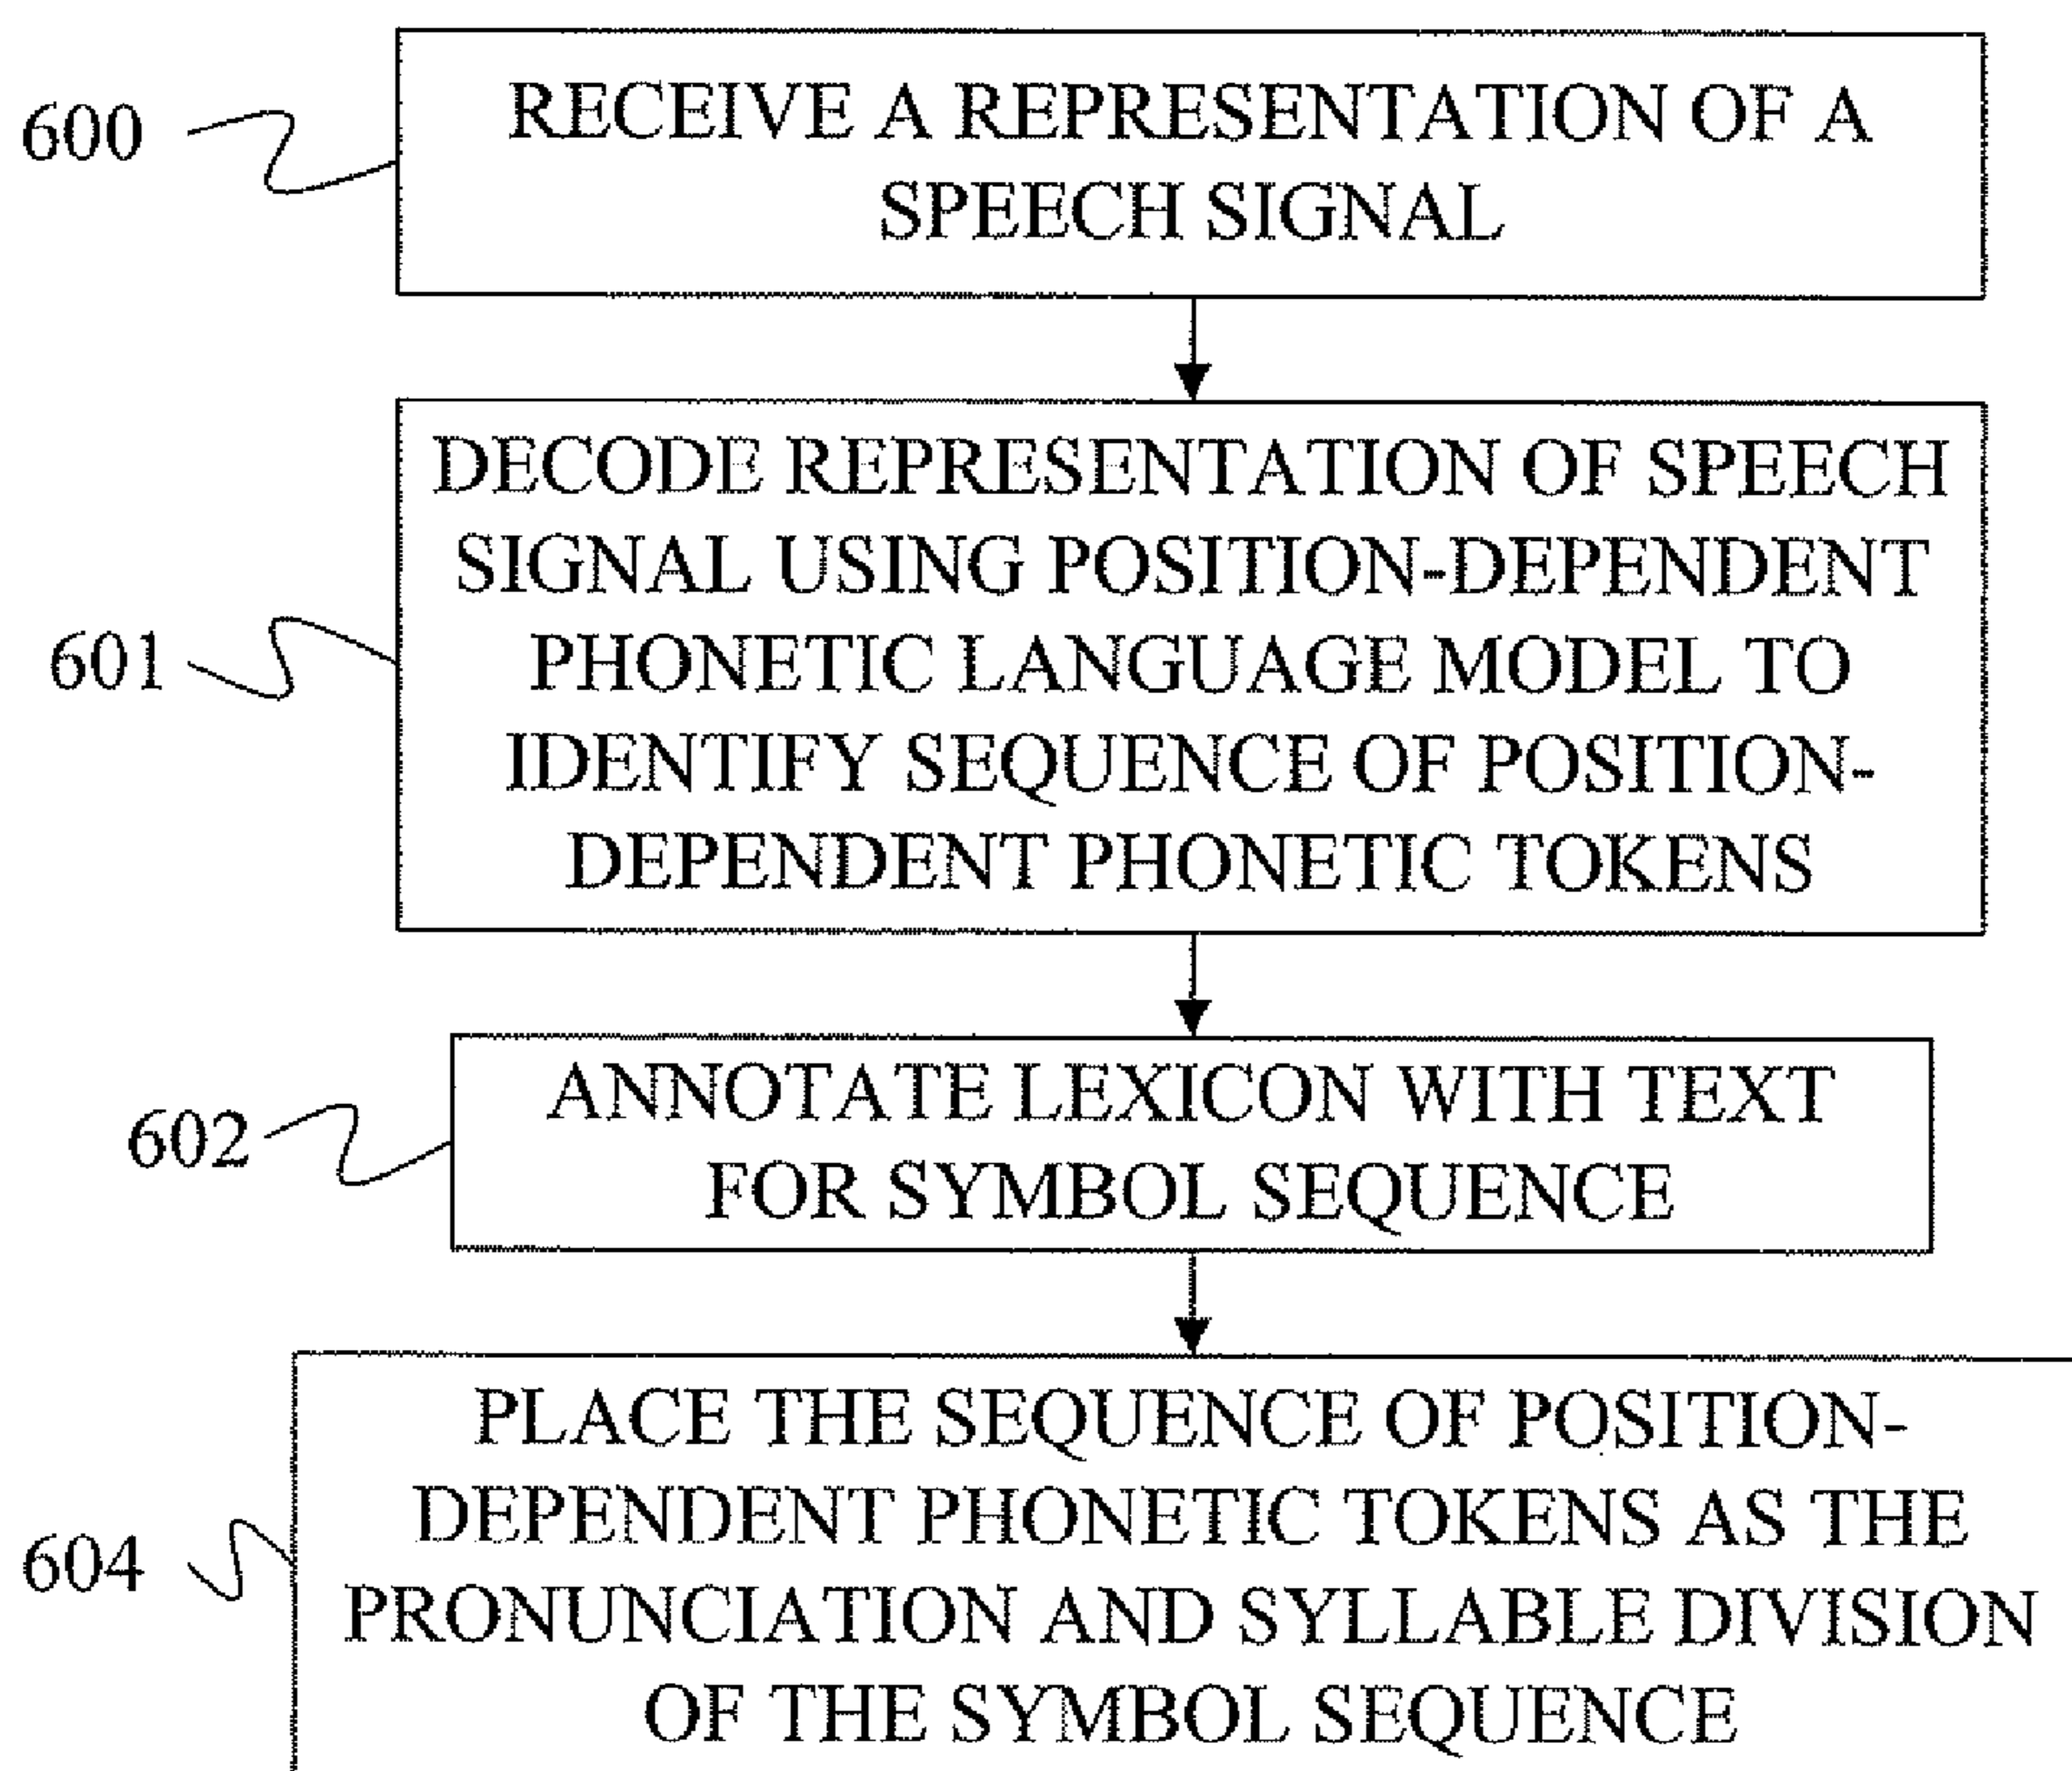 600
RECEIVE A REPRESENTATION OF A
SPEECH SIGNAL
601
DECODE REPRESENTATION OF SPEECH
SIGNAL USING POSITION-DEPENDENT
PHONETIC LANGUAGE MODEL TO
IDENTIFY SEQUENCE OF POSITION-
DEPENDENT PHONETIC TOKENS
602
ANNOTATE LEXICON WITH TEXT
FOR SYMBOL SEQUENCE
604
PLACE THE SEQUENCE OF POSITION-
DEPENDENT PHONETIC TOKENS AS THE
PRONUNCIATION AND SYLLABLE DIVISION
OF THE SYMBOL SEQUENCE